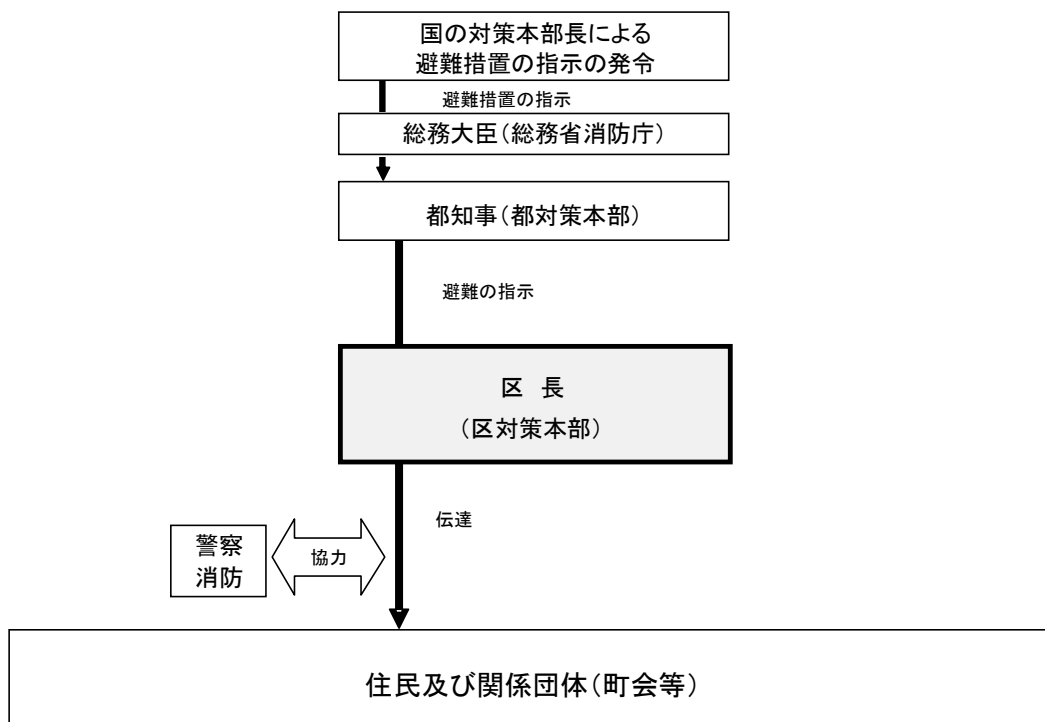 国の対策本部長による
避難措置の指示の発令
避難措置の指示
総務大臣（総務省消防庁）
都知事（都対策本部）
避難の指示
区　長
（区対策本部）
伝達
警察
消防
協力
住民及び関係団体（町会等）